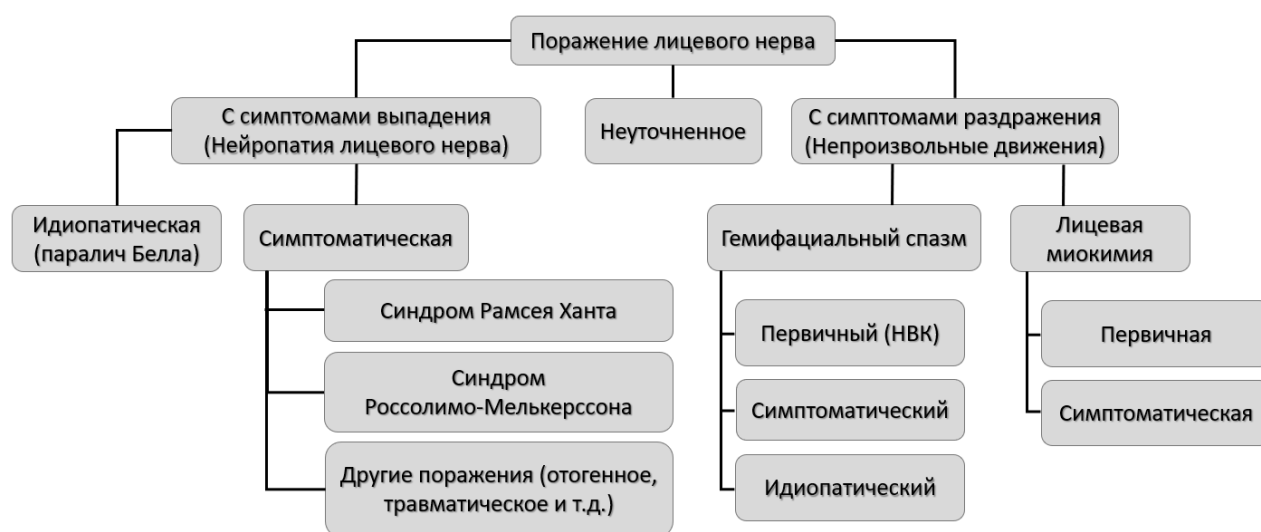 Поражение лицевого нерва
С симптомами выпадения
(Нейропатия лицевого нерва)
Неуточненное
С симптомами раздражения
(Непроизвольные движения)
Идиопатическая
(паралич Белла)
Симптоматическая
Гемифациальный спазм
Лицевая
миокимия
Синдром Рамсея Ханта
Синдром
Россолимо-Мелькерссона
Другие поражения (отогенное,
травматическое и т.д.)
Первичный (НВК)
Симптоматический
Идиопатический
Первичная
Симптоматическая